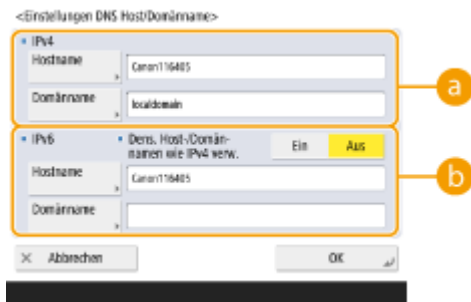 <Einstellungen DNS Host/Domänname>
IPv4
Hostname
Canon116405
Domänname
localdomain
a
IPv6
Dens. Host-/Domän-
namen wie IPv4 verw.
Ein
Aus
Hostname
Canon116405
b
Domänname
× Abbrechen
OK